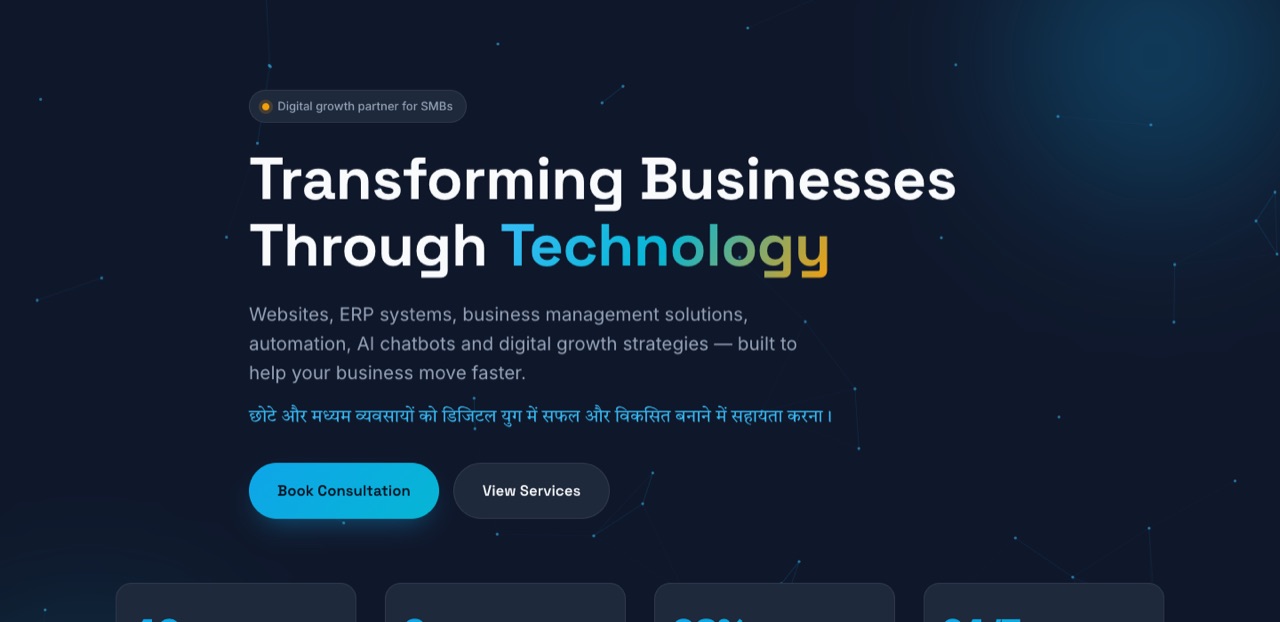 Digital growth partner for SMBs
Transforming Businesses
Through Technology
Websites, ERP systems, business management solutions,
automation, AI chatbots and digital growth strategies — built to
help your business move faster.
छोटे और मध्यम व्यवसायों को डिजिटल युग में सफल और विकसित बनाने में सहायता करना।
Book Consultation
View Services